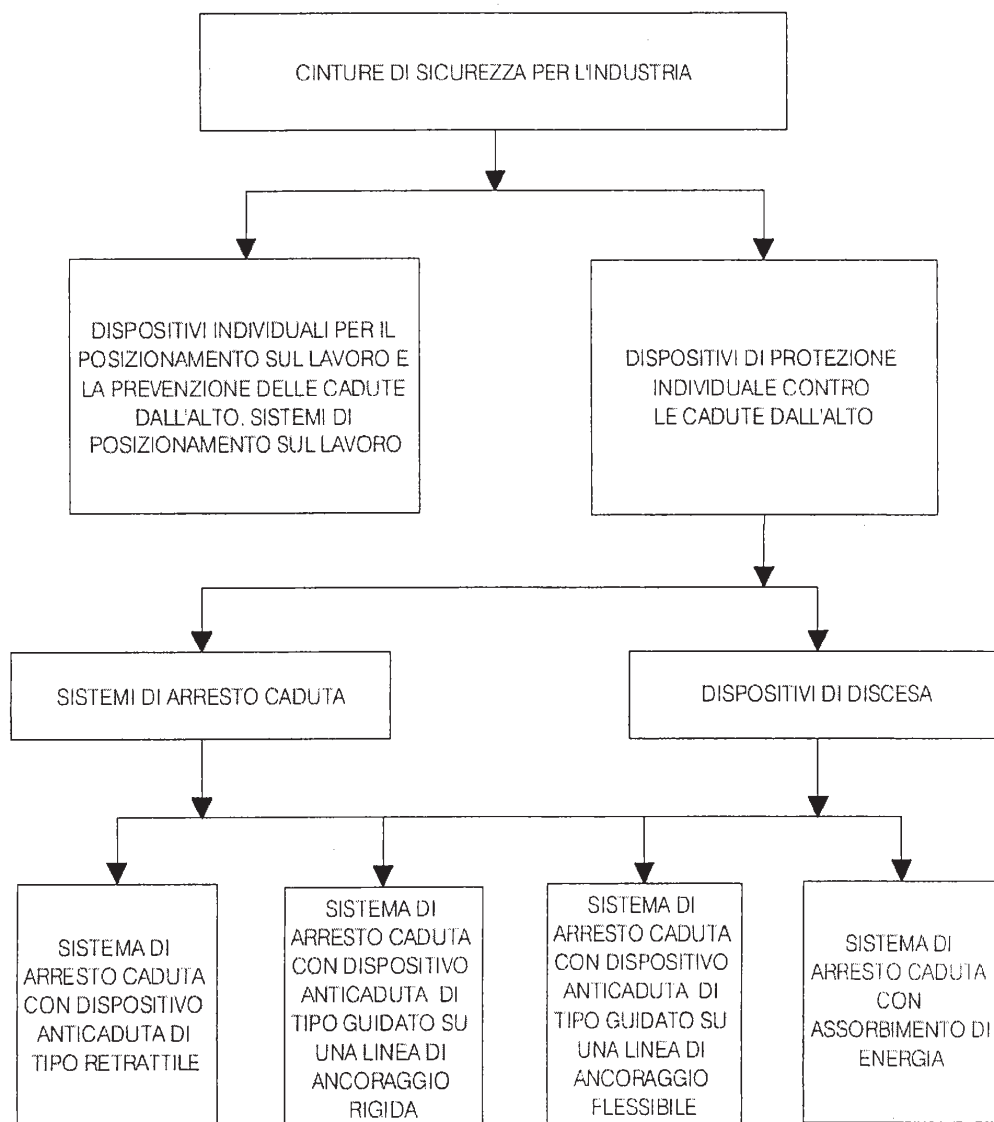 CINTURE DI SICUREZZA PER L'INDUSTRIA
DISPOSITIVI INDIVIDUALI PER IL
POSIZIONAMENTO SUL LAVORO E
LA PREVENZIONE DELLE CADUTE
DALL'ALTO. SISTEMI DI
POSIZIONAMENTO SUL LAVORO
DISPOSITIVI DI PROTEZIONE
INDIVIDUALE CONTRO
LE CADUTE DALL'ALTO
SISTEMI DI ARRESTO CADUTA
DISPOSITIVI DI DISCESA
SISTEMA DI
ARRESTO CADUTA
CON DISPOSITIVO
ANTICADUTA DI
TIPO RETRATTILE
SISTEMA DI
ARRESTO CADUTA
CON DISPOSITIVO
ANTICADUTA DI
TIPO GUIDATO SU
UNA LINEA DI
ANCORAGGIO
RIGIDA
SISTEMA DI
ARRESTO CADUTA
CON DISPOSITIVO
ANTICADUTA DI
TIPO GUIDATO SU
UNA LINEA DI
ANCORAGGIO
FLESSIBILE
SISTEMA DI
ARRESTO CADUTA
CON
ASSORBIMENTO DI
ENERGIA